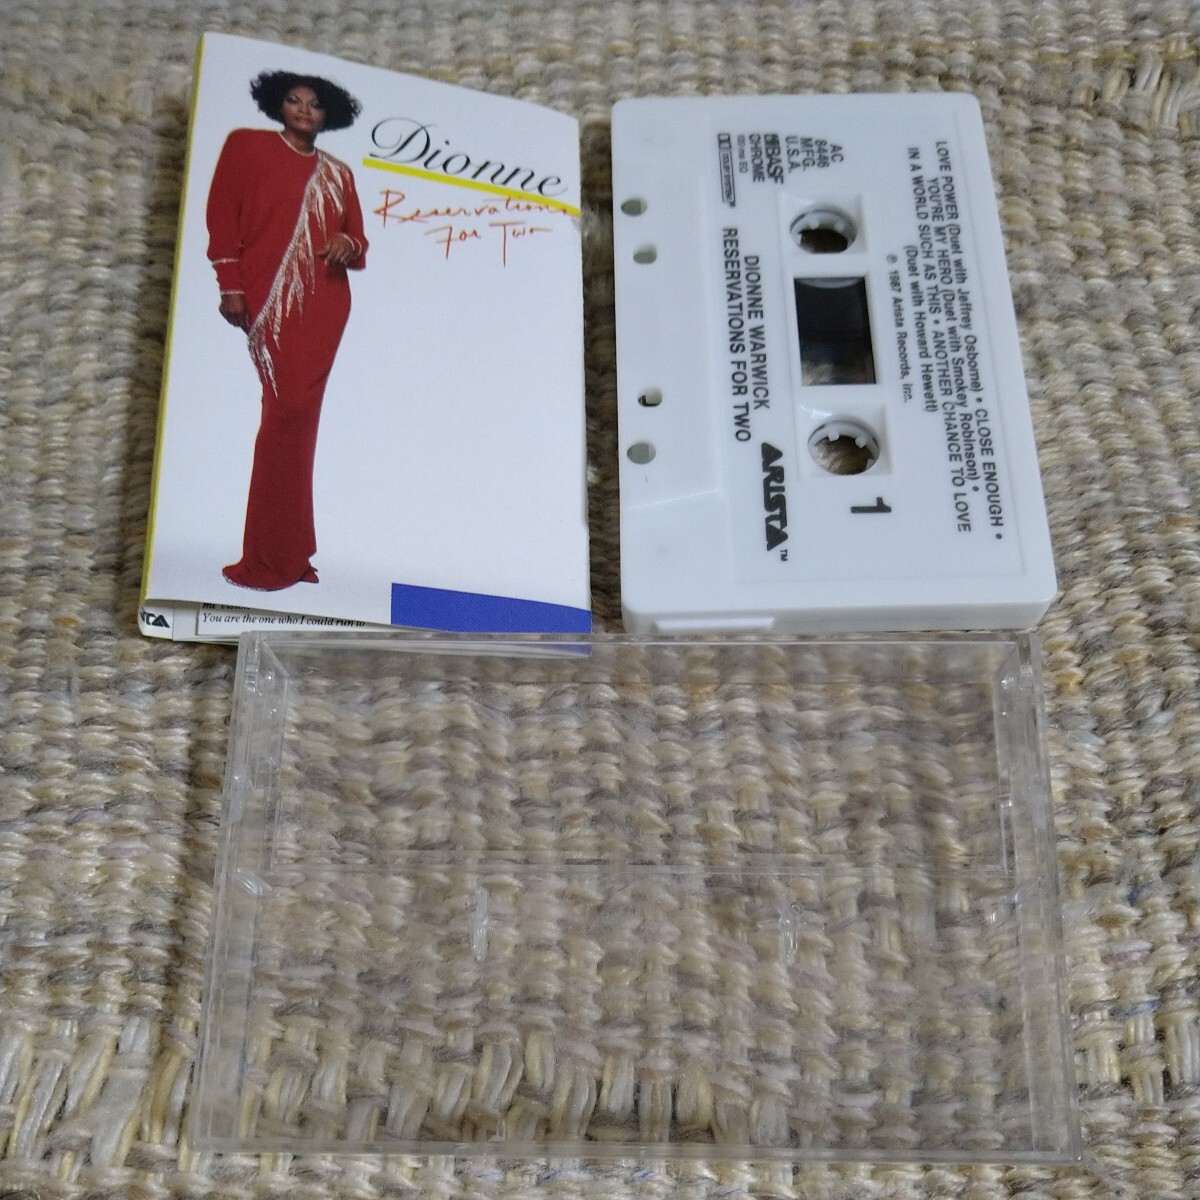 Dionne
Reservations
For Two
You are the one who I could run to
LOVE POWER (Duet with Jeffrey Osborne) • CLOSE ENOUGH •
YOU'RE MY HERO (Duet with Smokey Robinson) •
IN A WORLD SUCH AS THIS • ANOTHER CHANCE TO LOVE
(Duet with Howard Hewett)
℗ 1987 Arista Records, Inc.
1
AC
8446
MFG.
U.S.A.
BASF
CHROME
DIONNE WARWICK
RESERVATIONS FOR TWO
ARISTA™